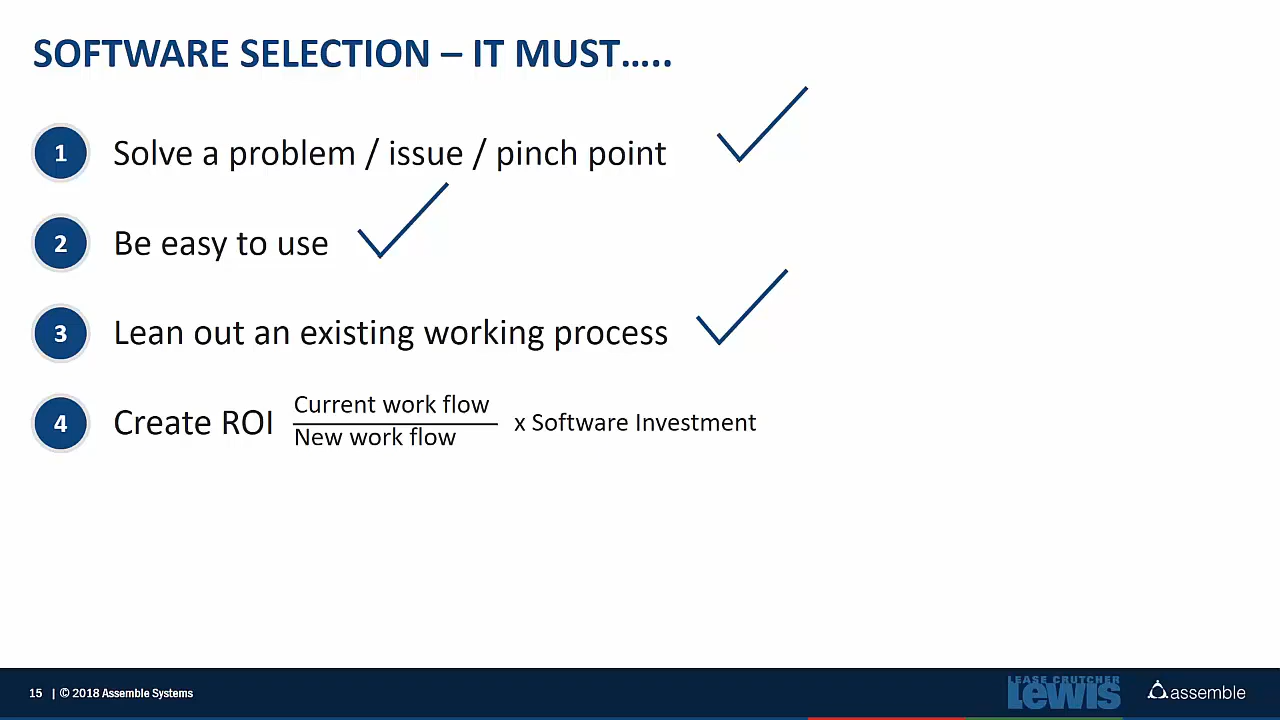 SOFTWARE SELECTION – IT MUST…..
1 Solve a problem / issue / pinch point
2 Be easy to use
3 Lean out an existing working process
4 Create ROI
Current work flow
New work flow
x Software Investment
15 | © 2018 Assemble Systems
LEASE CRUTCHER
Lewis
assemble